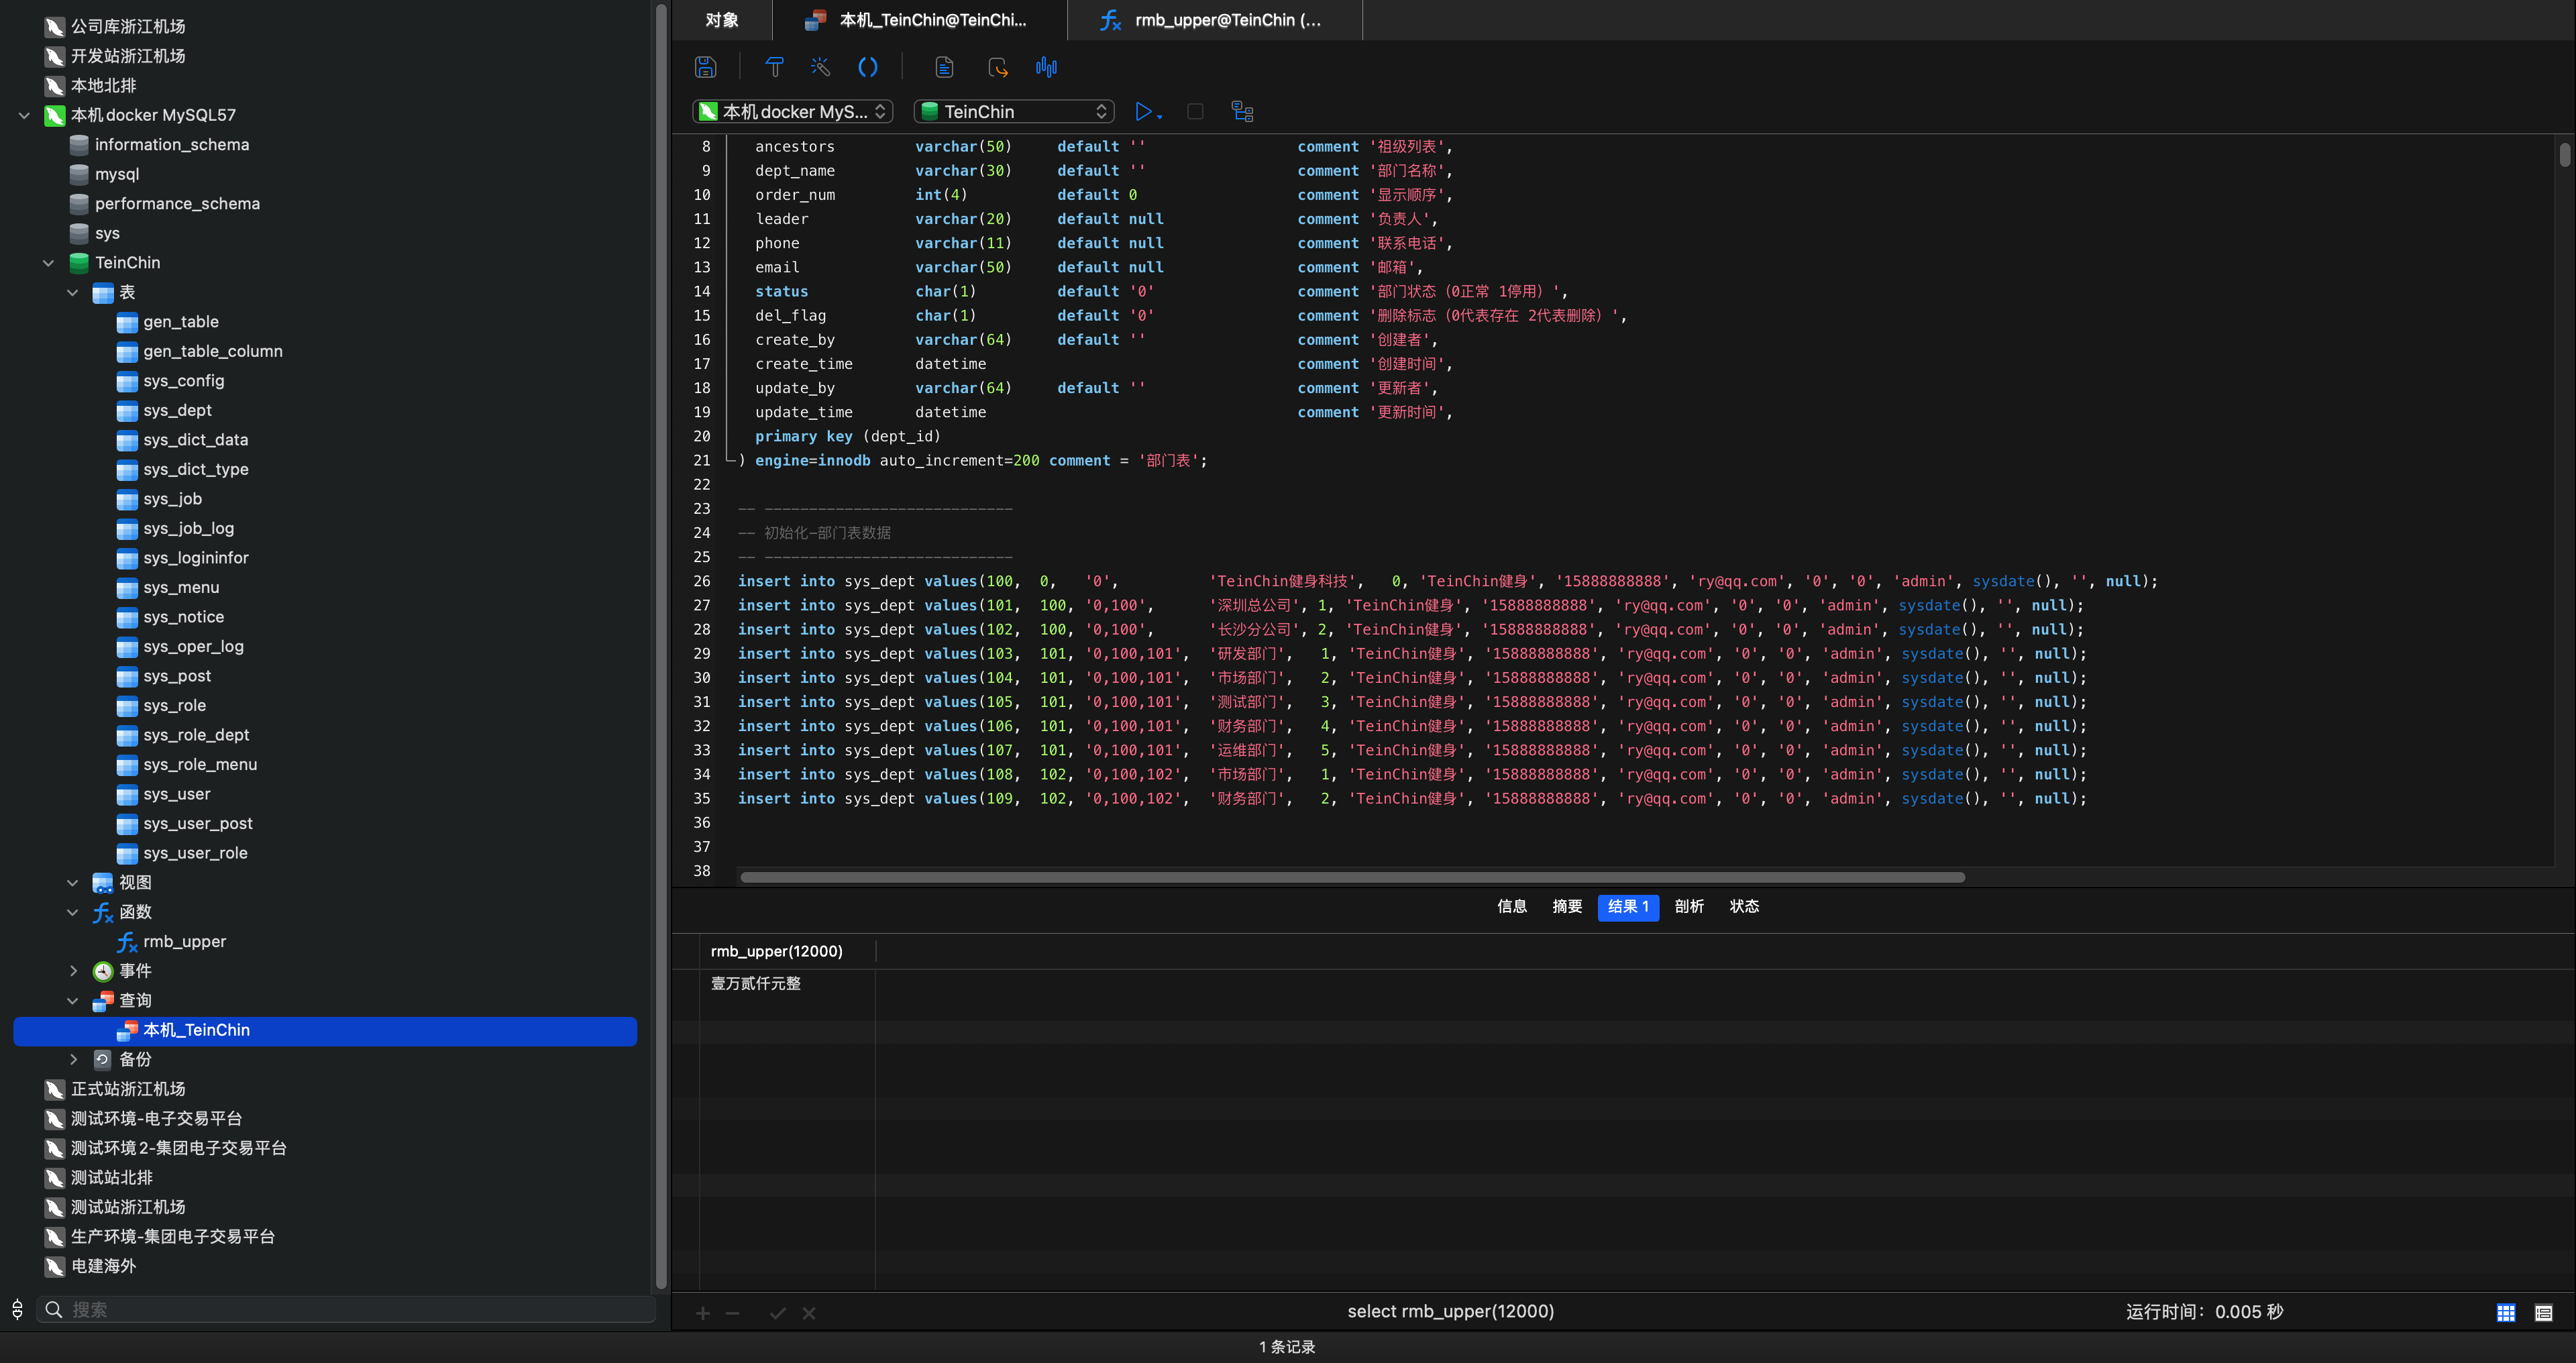 公司库浙江机场
开发站浙江机场
本地北排
本机 docker MySQL57
information_schema
mysql
performance_schema
sys
TeinChin
表
gen_table
gen_table_column
sys_config
sys_dept
sys_dict_data
sys_dict_type
sys_job
sys_job_log
sys_logininfor
sys_menu
sys_notice
sys_oper_log
sys_post
sys_role
sys_role_dept
sys_role_menu
sys_user
sys_user_post
sys_user_role
视图
函数
rmb_upper
事件
查询
本机_TeinChin
备份
正式站浙江机场
测试环境-电子交易平台
测试环境2-集团电子交易平台
测试站北排
测试站浙江机场
生产环境-集团电子交易平台
电建海外
搜索
对象 本机_TeinChin@TeinChi... rmb_upper@TeinChin (...
本机 docker MyS... TeinChin
8 ancestors varchar(50) default '' comment '祖级列表',
9 dept_name varchar(30) default '' comment '部门名称',
10 order_num int(4) default 0 comment '显示顺序',
11 leader varchar(20) default null comment '负责人',
12 phone varchar(11) default null comment '联系电话',
13 email varchar(50) default null comment '邮箱',
14 status char(1) default '0' comment '部门状态（0正常 1停用）',
15 del_flag char(1) default '0' comment '删除标志（0代表存在 2代表删除）',
16 create_by varchar(64) default '' comment '创建者',
17 create_time datetime comment '创建时间',
18 update_by varchar(64) default '' comment '更新者',
19 update_time datetime comment '更新时间',
20 primary key (dept_id)
21 ) engine=innodb auto_increment=200 comment = '部门表';
22
23 -- ----------------------------
24 -- 初始化-部门表数据
25 -- ----------------------------
26 insert into sys_dept values(100, 0, '0', 'TeinChin健身科技', 0, 'TeinChin健身', '15888888888', 'ry@qq.com', '0', '0', 'admin', sysdate(), '', null);
27 insert into sys_dept values(101, 100, '0,100', '深圳总公司', 1, 'TeinChin健身', '15888888888', 'ry@qq.com', '0', '0', 'admin', sysdate(), '', null);
28 insert into sys_dept values(102, 100, '0,100', '长沙分公司', 2, 'TeinChin健身', '15888888888', 'ry@qq.com', '0', '0', 'admin', sysdate(), '', null);
29 insert into sys_dept values(103, 101, '0,100,101', '研发部门', 1, 'TeinChin健身', '15888888888', 'ry@qq.com', '0', '0', 'admin', sysdate(), '', null);
30 insert into sys_dept values(104, 101, '0,100,101', '市场部门', 2, 'TeinChin健身', '15888888888', 'ry@qq.com', '0', '0', 'admin', sysdate(), '', null);
31 insert into sys_dept values(105, 101, '0,100,101', '测试部门', 3, 'TeinChin健身', '15888888888', 'ry@qq.com', '0', '0', 'admin', sysdate(), '', null);
32 insert into sys_dept values(106, 101, '0,100,101', '财务部门', 4, 'TeinChin健身', '15888888888', 'ry@qq.com', '0', '0', 'admin', sysdate(), '', null);
33 insert into sys_dept values(107, 101, '0,100,101', '运维部门', 5, 'TeinChin健身', '15888888888', 'ry@qq.com', '0', '0', 'admin', sysdate(), '', null);
34 insert into sys_dept values(108, 102, '0,100,102', '市场部门', 1, 'TeinChin健身', '15888888888', 'ry@qq.com', '0', '0', 'admin', sysdate(), '', null);
35 insert into sys_dept values(109, 102, '0,100,102', '财务部门', 2, 'TeinChin健身', '15888888888', 'ry@qq.com', '0', '0', 'admin', sysdate(), '', null);
36
37
38
信息 摘要 结果 1 剖析 状态
rmb_upper(12000)
壹万贰仟元整
select rmb_upper(12000) 运行时间：0.005 秒
1 条记录